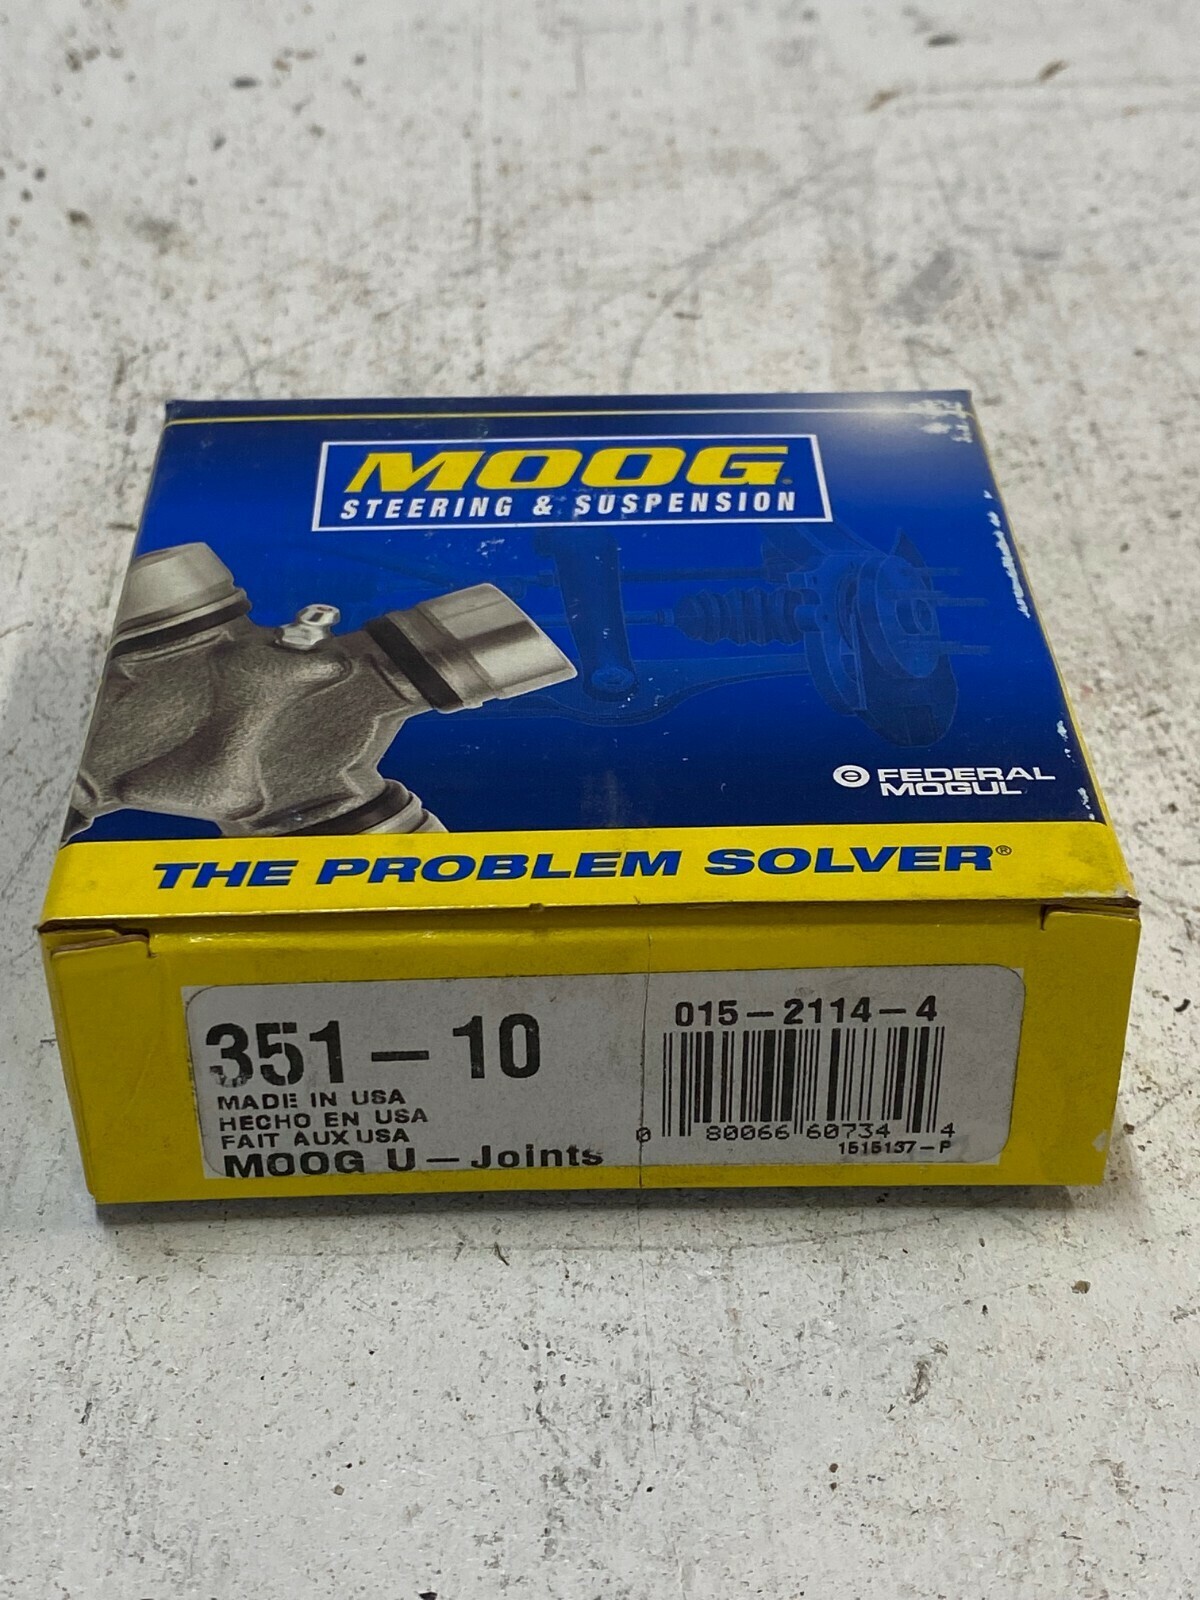 MOOG
STEERING & SUSPENSION
FEDERAL
MOGUL
THE PROBLEM SOLVER®
351-10
MADE IN USA
HECHO EN USA
FAIT AUX USA
MOOG U-Joints
015-2114-4
0 80066 60734 4
1515137-P